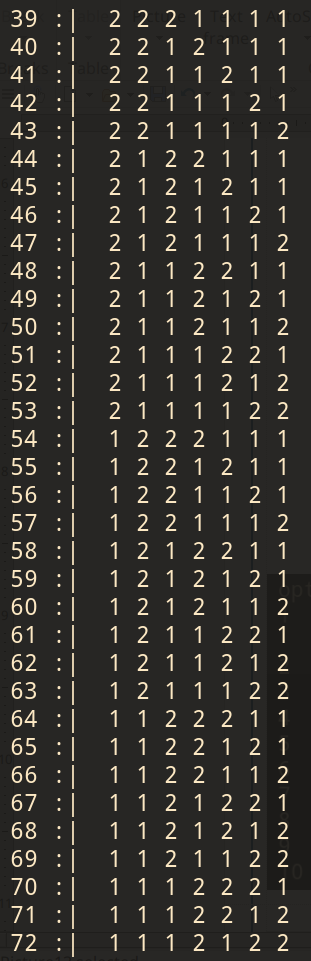 39 :| 2 2 2 1 1 1 1
40 :| 2 2 1 2 1 1 1
41 :| 2 2 1 1 2 1 1
42 :| 2 2 1 1 1 2 1
43 :| 2 2 1 1 1 1 2
44 :| 2 1 2 2 1 1 1
45 :| 2 1 2 1 2 1 1
46 :| 2 1 2 1 1 2 1
47 :| 2 1 2 1 1 1 2
48 :| 2 1 1 2 2 1 1
49 :| 2 1 1 2 1 2 1
50 :| 2 1 1 2 1 1 2
51 :| 2 1 1 1 2 2 1
52 :| 2 1 1 1 2 1 2
53 :| 2 1 1 1 1 2 2
54 :| 1 2 2 2 1 1 1
55 :| 1 2 2 1 2 1 1
56 :| 1 2 2 1 1 2 1
57 :| 1 2 2 1 1 1 2
58 :| 1 2 1 2 2 1 1
59 :| 1 2 1 2 1 2 1
60 :| 1 2 1 2 1 1 2
61 :| 1 2 1 1 2 2 1
62 :| 1 2 1 1 2 1 2
63 :| 1 2 1 1 1 2 2
64 :| 1 1 2 2 2 1 1
65 :| 1 1 2 2 1 2 1
66 :| 1 1 2 2 1 1 2
67 :| 1 1 2 1 2 2 1
68 :| 1 1 2 1 2 1 2
69 :| 1 1 2 1 1 2 2
70 :| 1 1 1 2 2 2 1
71 :| 1 1 1 2 2 1 2
72 :| 1 1 1 2 1 2 2